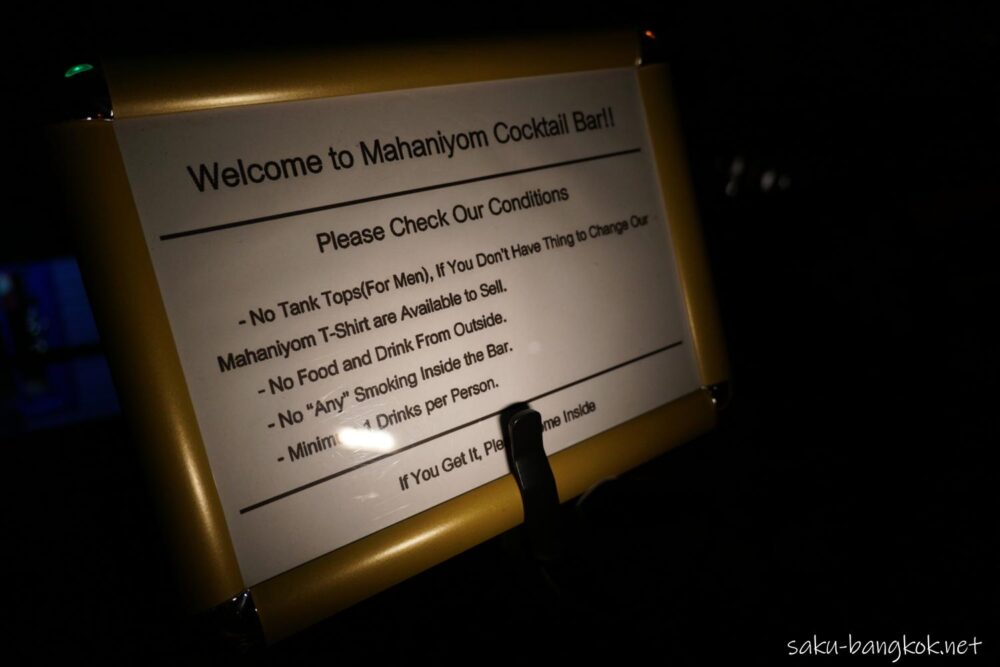 Welcome to Mahaniyom Cocktail Bar!!
Please Check Our Conditions
- No Tank Tops(For Men), If You Don't Have Thing to Change Our
Mahaniyom T-Shirt are Available to Sell.
- No Food and Drink From Outside.
- No "Any" Smoking Inside the Bar.
- 1 Drinks per Person.
If You Get It, Inside
saku-bangkok.net